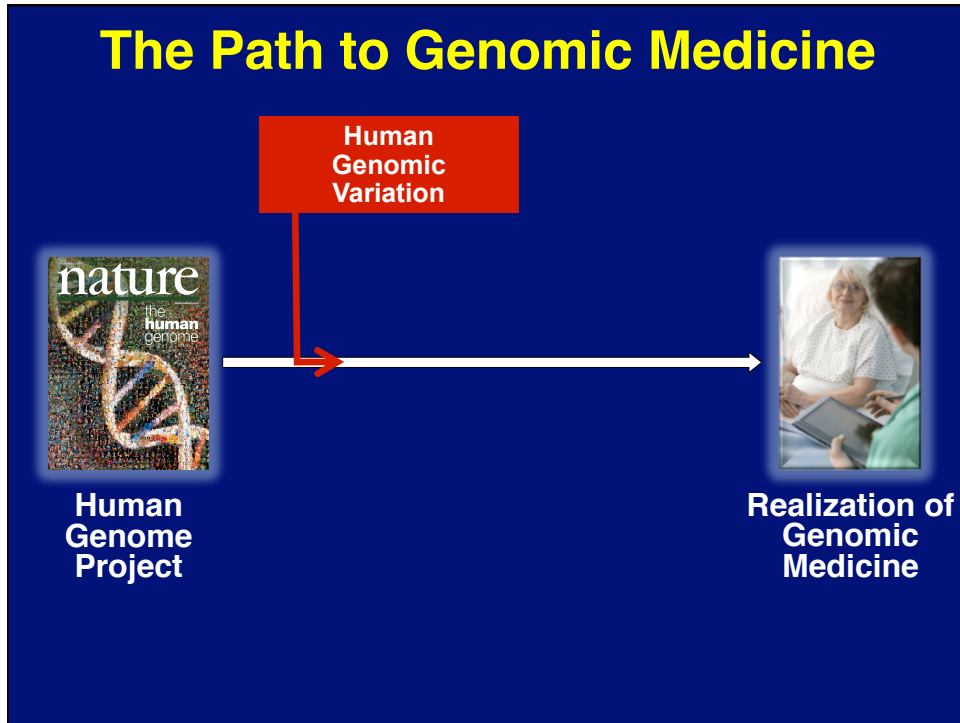 The Path to Genomic Medicine
Human
Genomic
Variation
nature
the
human
genome
Human
Genome
Project
Realization of
Genomic
Medicine